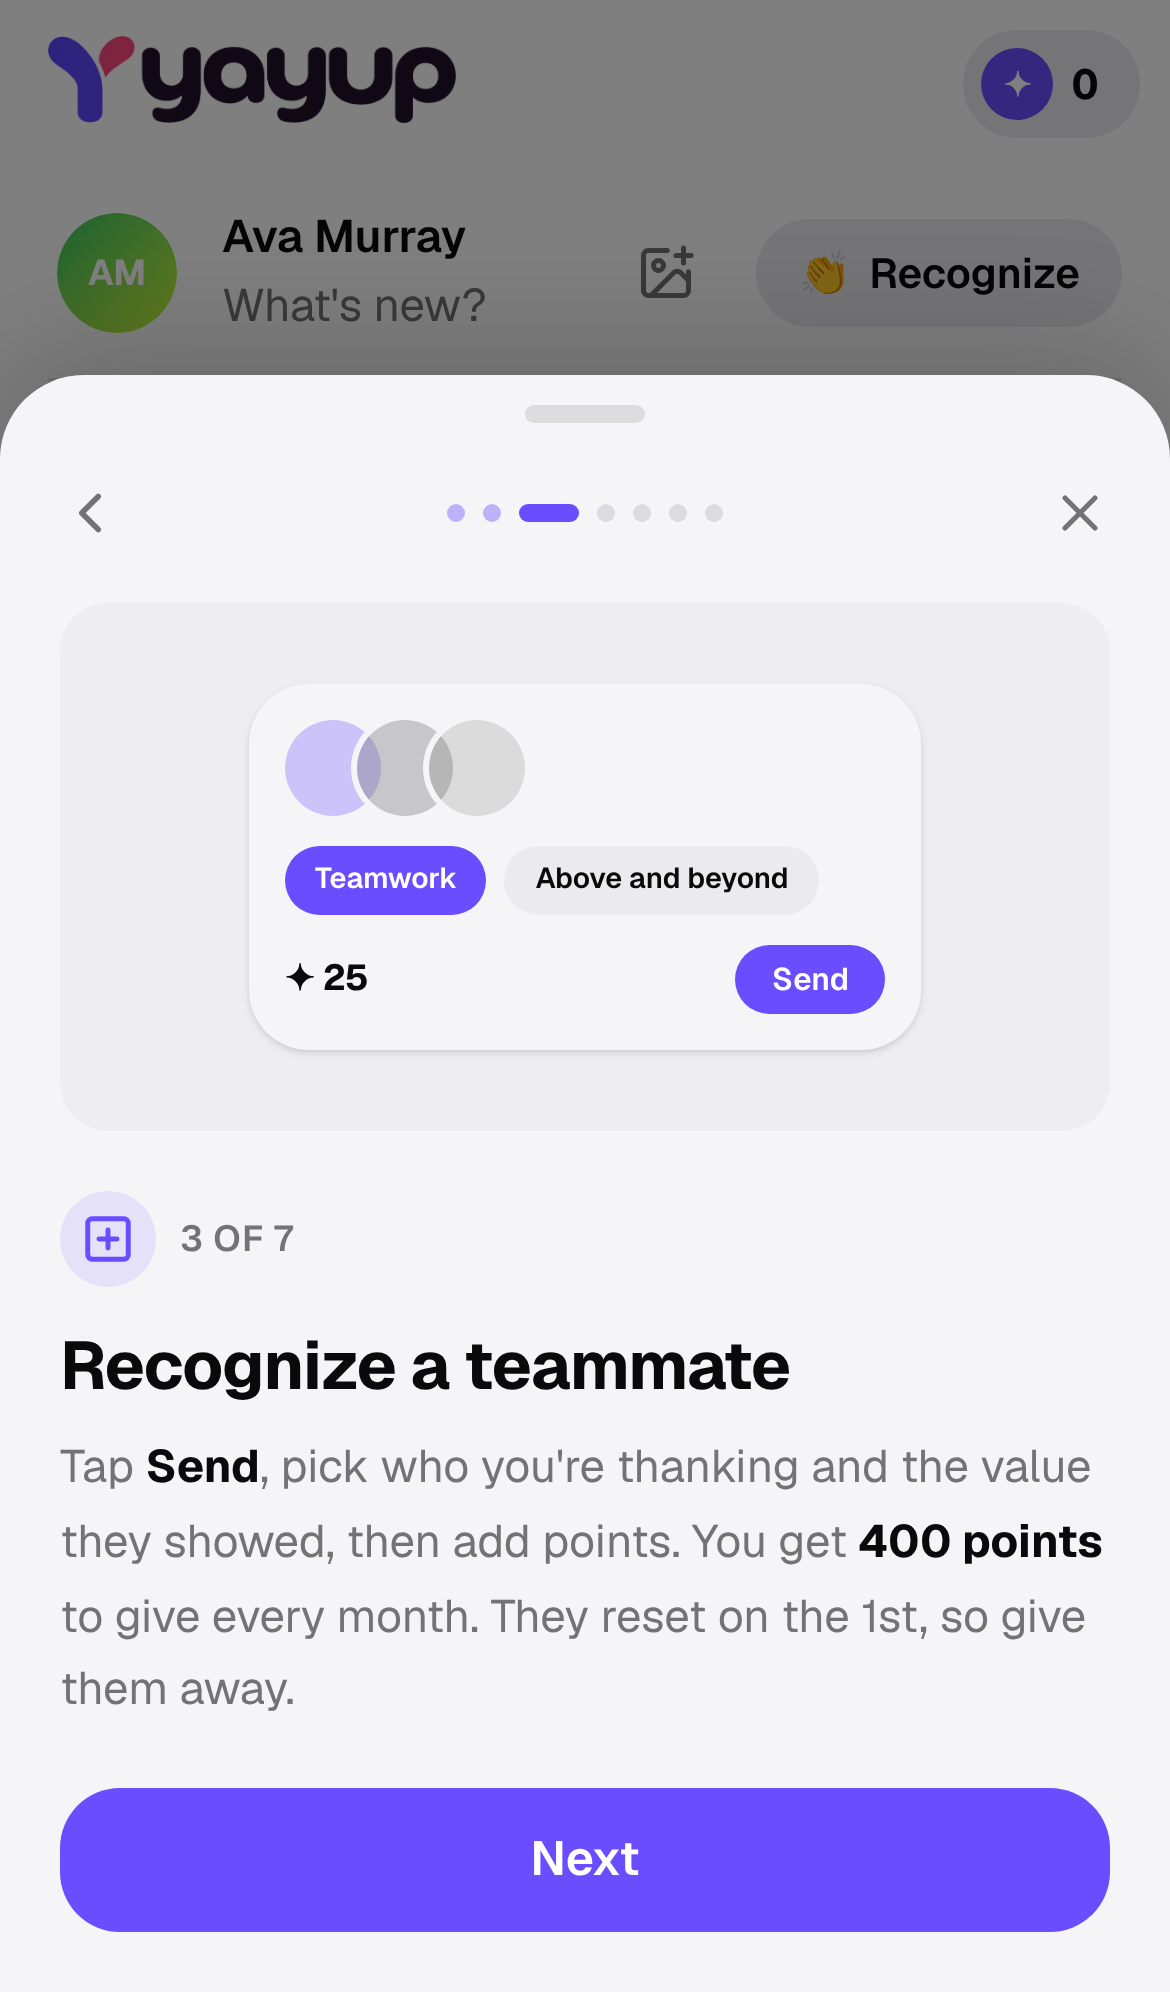 yayup
0
AM
Ava Murray
What's new?
👏 Recognize
Teamwork
Above and beyond
✦ 25
Send
3 OF 7
Recognize a teammate
Tap Send, pick who you're thanking and the value
they showed, then add points. You get 400 points
to give every month. They reset on the 1st, so give
them away.
Next